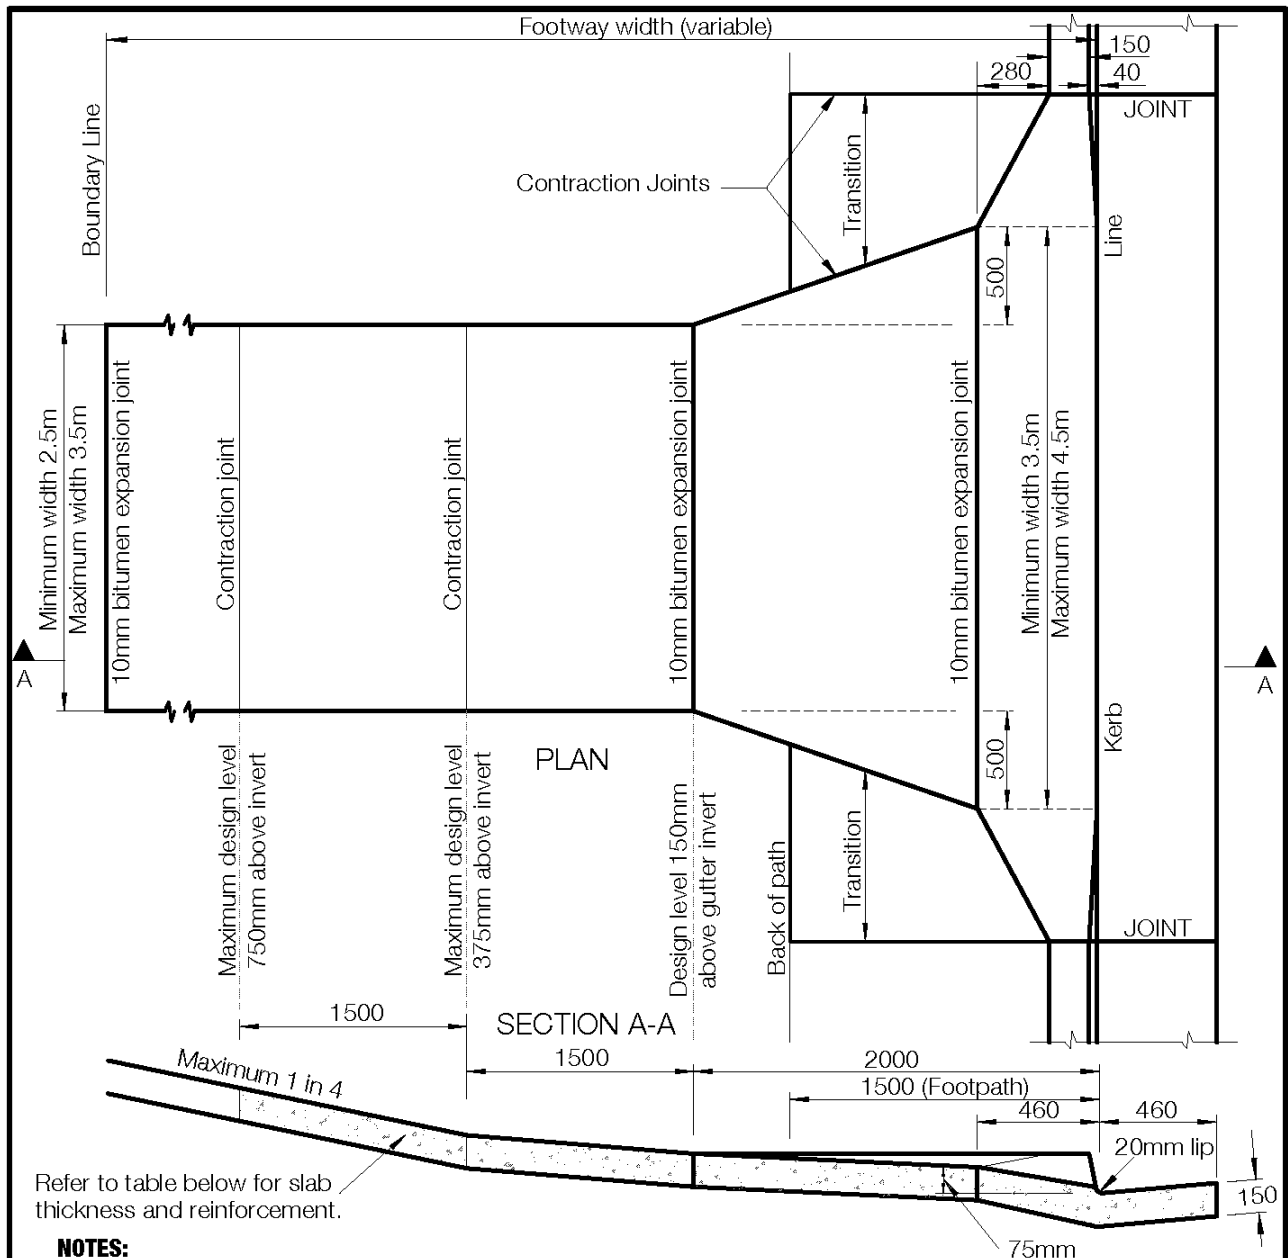 Footway width (variable)
150
280
40
JOINT
Boundary Line
Contraction Joints
Transition
Line
500
Minimum width 2.5m
Maximum width 3.5m
10mm bitumen expansion joint
Contraction joint
Contraction joint
10mm bitumen expansion joint
10mm bitumen expansion joint
Minimum width 3.5m
Maximum width 4.5m
A
A
Kerb
PLAN
500
Maximum design level
750mm above invert
Maximum design level
375mm above invert
Design level 150mm
above gutter invert
Back of path
Transition
JOINT
1500
SECTION A-A
1500
2000
Maximum 1 in 4
1500 (Footpath)
460
460
20mm lip
Refer to table below for slab
thickness and reinforcement.
150
75mm
NOTES: